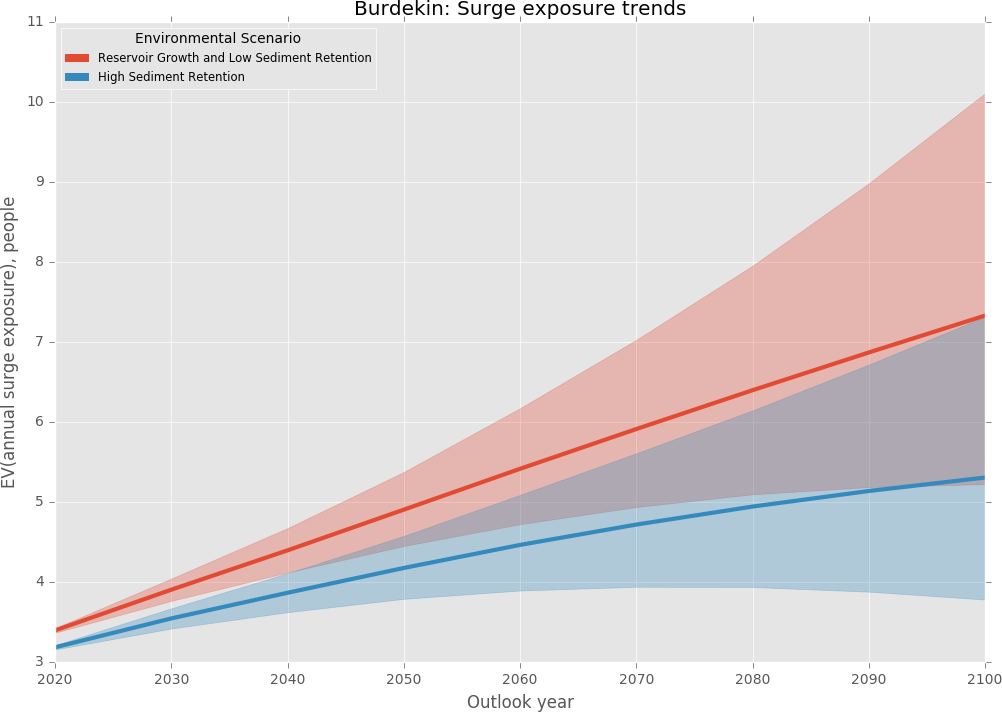 Burdekin: Surge exposure trends
Environmental Scenario
Reservoir Growth and Low Sediment Retention
High Sediment Retention
EV(annual surge exposure), people
11
10
9
8
7
6
5
4
3
2020 2030 2040 2050 2060 2070 2080 2090 2100
Outlook year